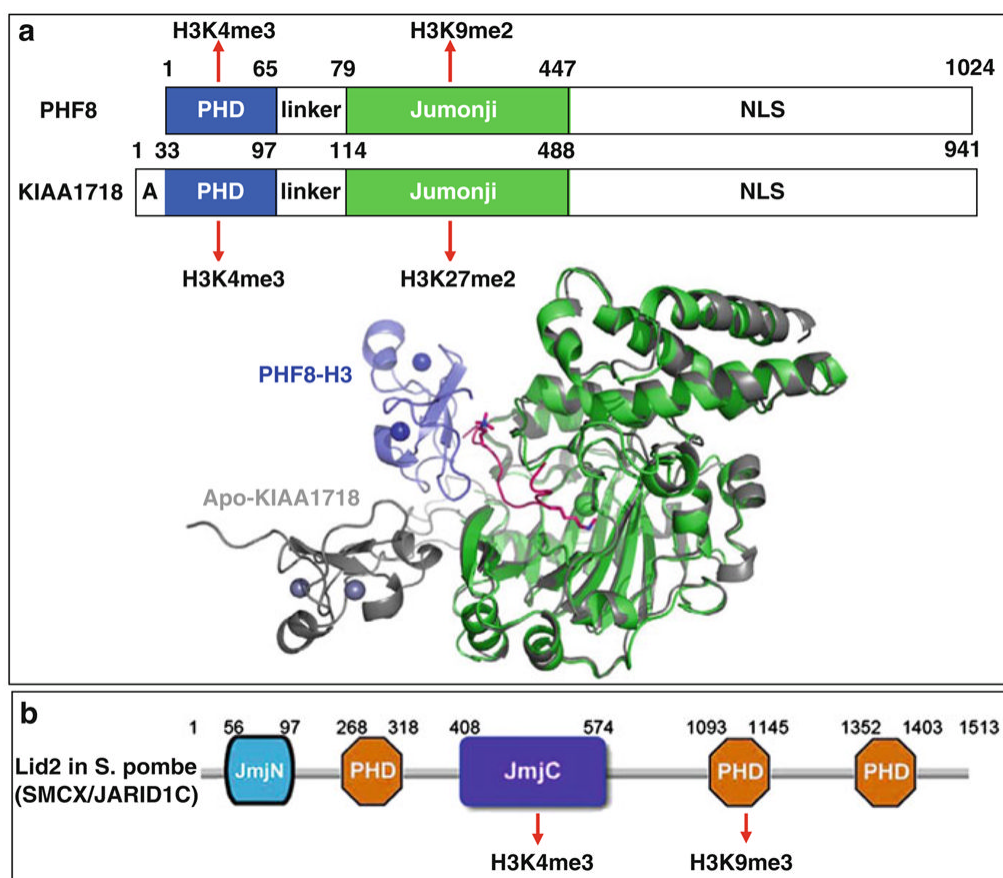 a
H3K4me3 H3K9me2
1 65 79 447 1024
PHF8 PHD linker Jumonji NLS
1 33 97 114 488 941
KIAA1718 A PHD linker Jumonji NLS
H3K4me3 H3K27me2
PHF8-H3
Apo-KIAA1718
b
1 56 97 268 318 408 574 1093 1145 1352 1403 1513
Lid2 in S. pombe JmjN PHD JmjC PHD PHD
(SMCX/JARID1C)
H3K4me3 H3K9me3